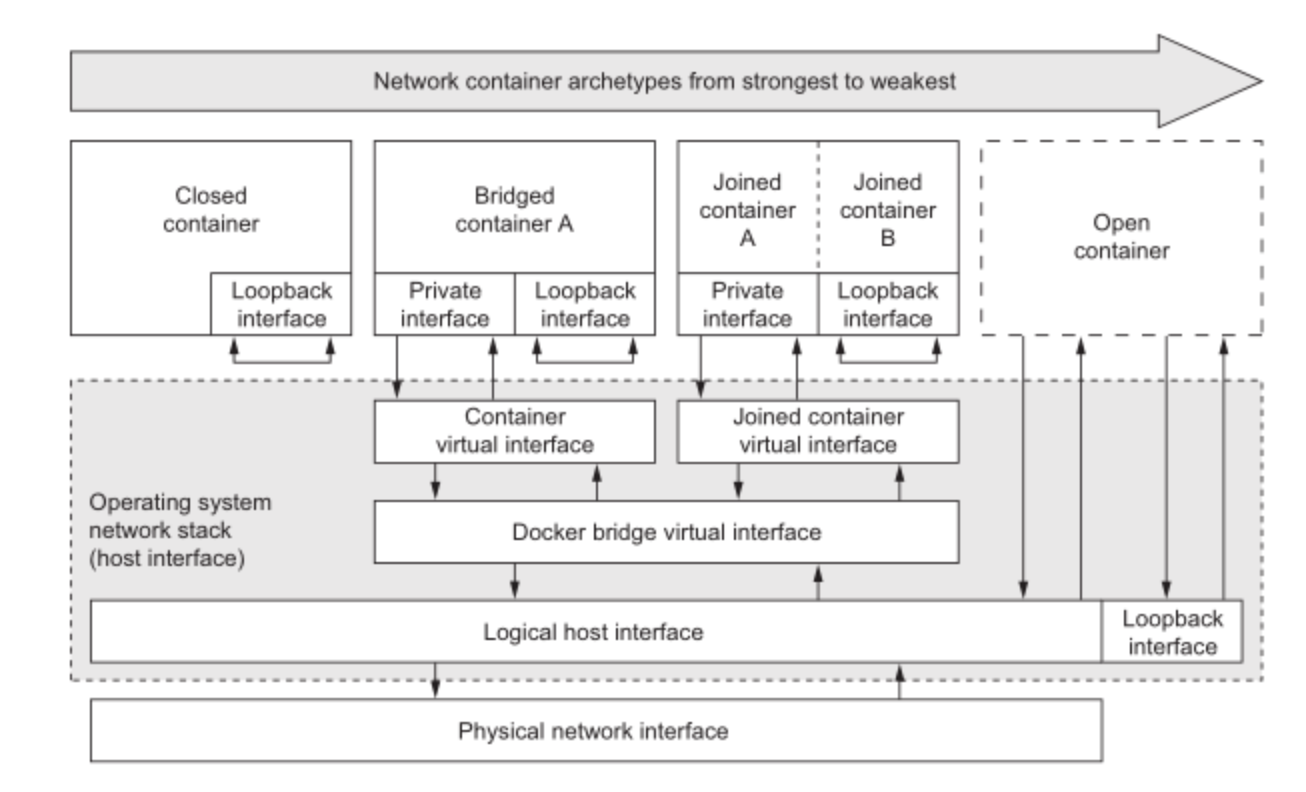 Network container archetypes from strongest to weakest
Closed
container
Loopback
interface
Bridged
container A
Private
interface
Loopback
interface
Joined
container
A
Joined
container
B
Private
interface
Loopback
interface
Open
container
Container
virtual interface
Joined container
virtual interface
Operating system
network stack
(host interface)
Docker bridge virtual interface
Logical host interface
Loopback
interface
Physical network interface